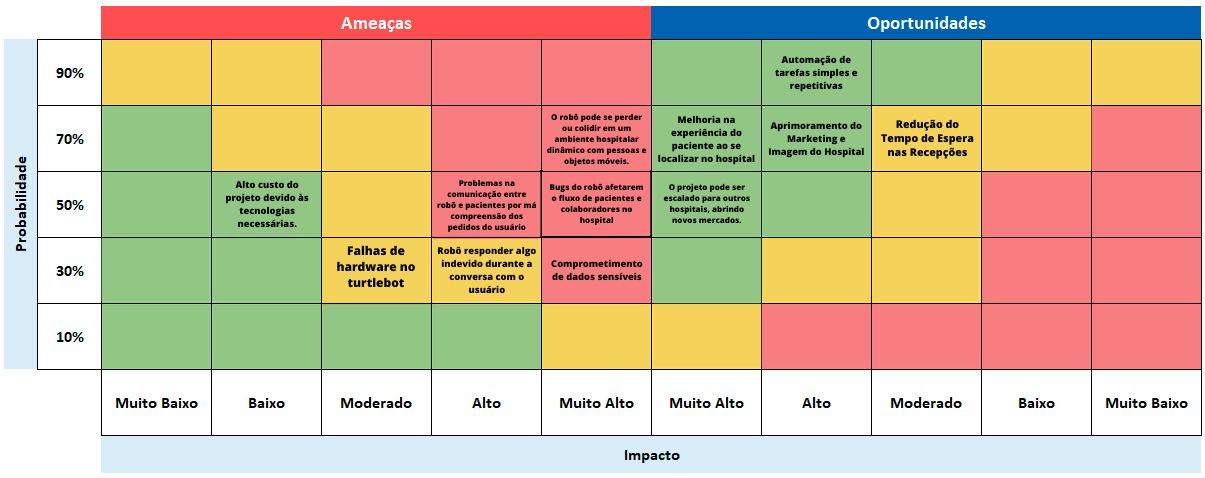 Ameaças
Oportunidades
Probabilidade
90%
Automação de
tarefas simples e
repetitivas
70%
O robô pode se perder
ou colidir em um
ambiente hospitalar
dinâmico com pessoas e
objetos móveis.
Melhoria na
experiência do
paciente ao se
localizar no hospital
Aprimoramento do
Marketing e
Imagem do Hospital
Redução do
Tempo de Espera
nas Recepções
50%
Alto custo do
projeto devido às
tecnologias
necessárias.
Problemas na
comunicação entre
robô e pacientes por má
compreensão dos
pedidos do usuário
Bugs do robô afetarem
o fluxo de pacientes e
colaboradores no
hospital
O projeto pode ser
escalado para outros
hospitais, abrindo
novos mercados.
30%
Falhas de
hardware no
turtlebot
Robô responder algo
indevido durante a
conversa com o
usuário
Comprometimento
de dados sensíveis
10%
Muito Baixo
Baixo
Moderado
Alto
Muito Alto
Muito Alto
Alto
Moderado
Baixo
Muito Baixo
Impacto